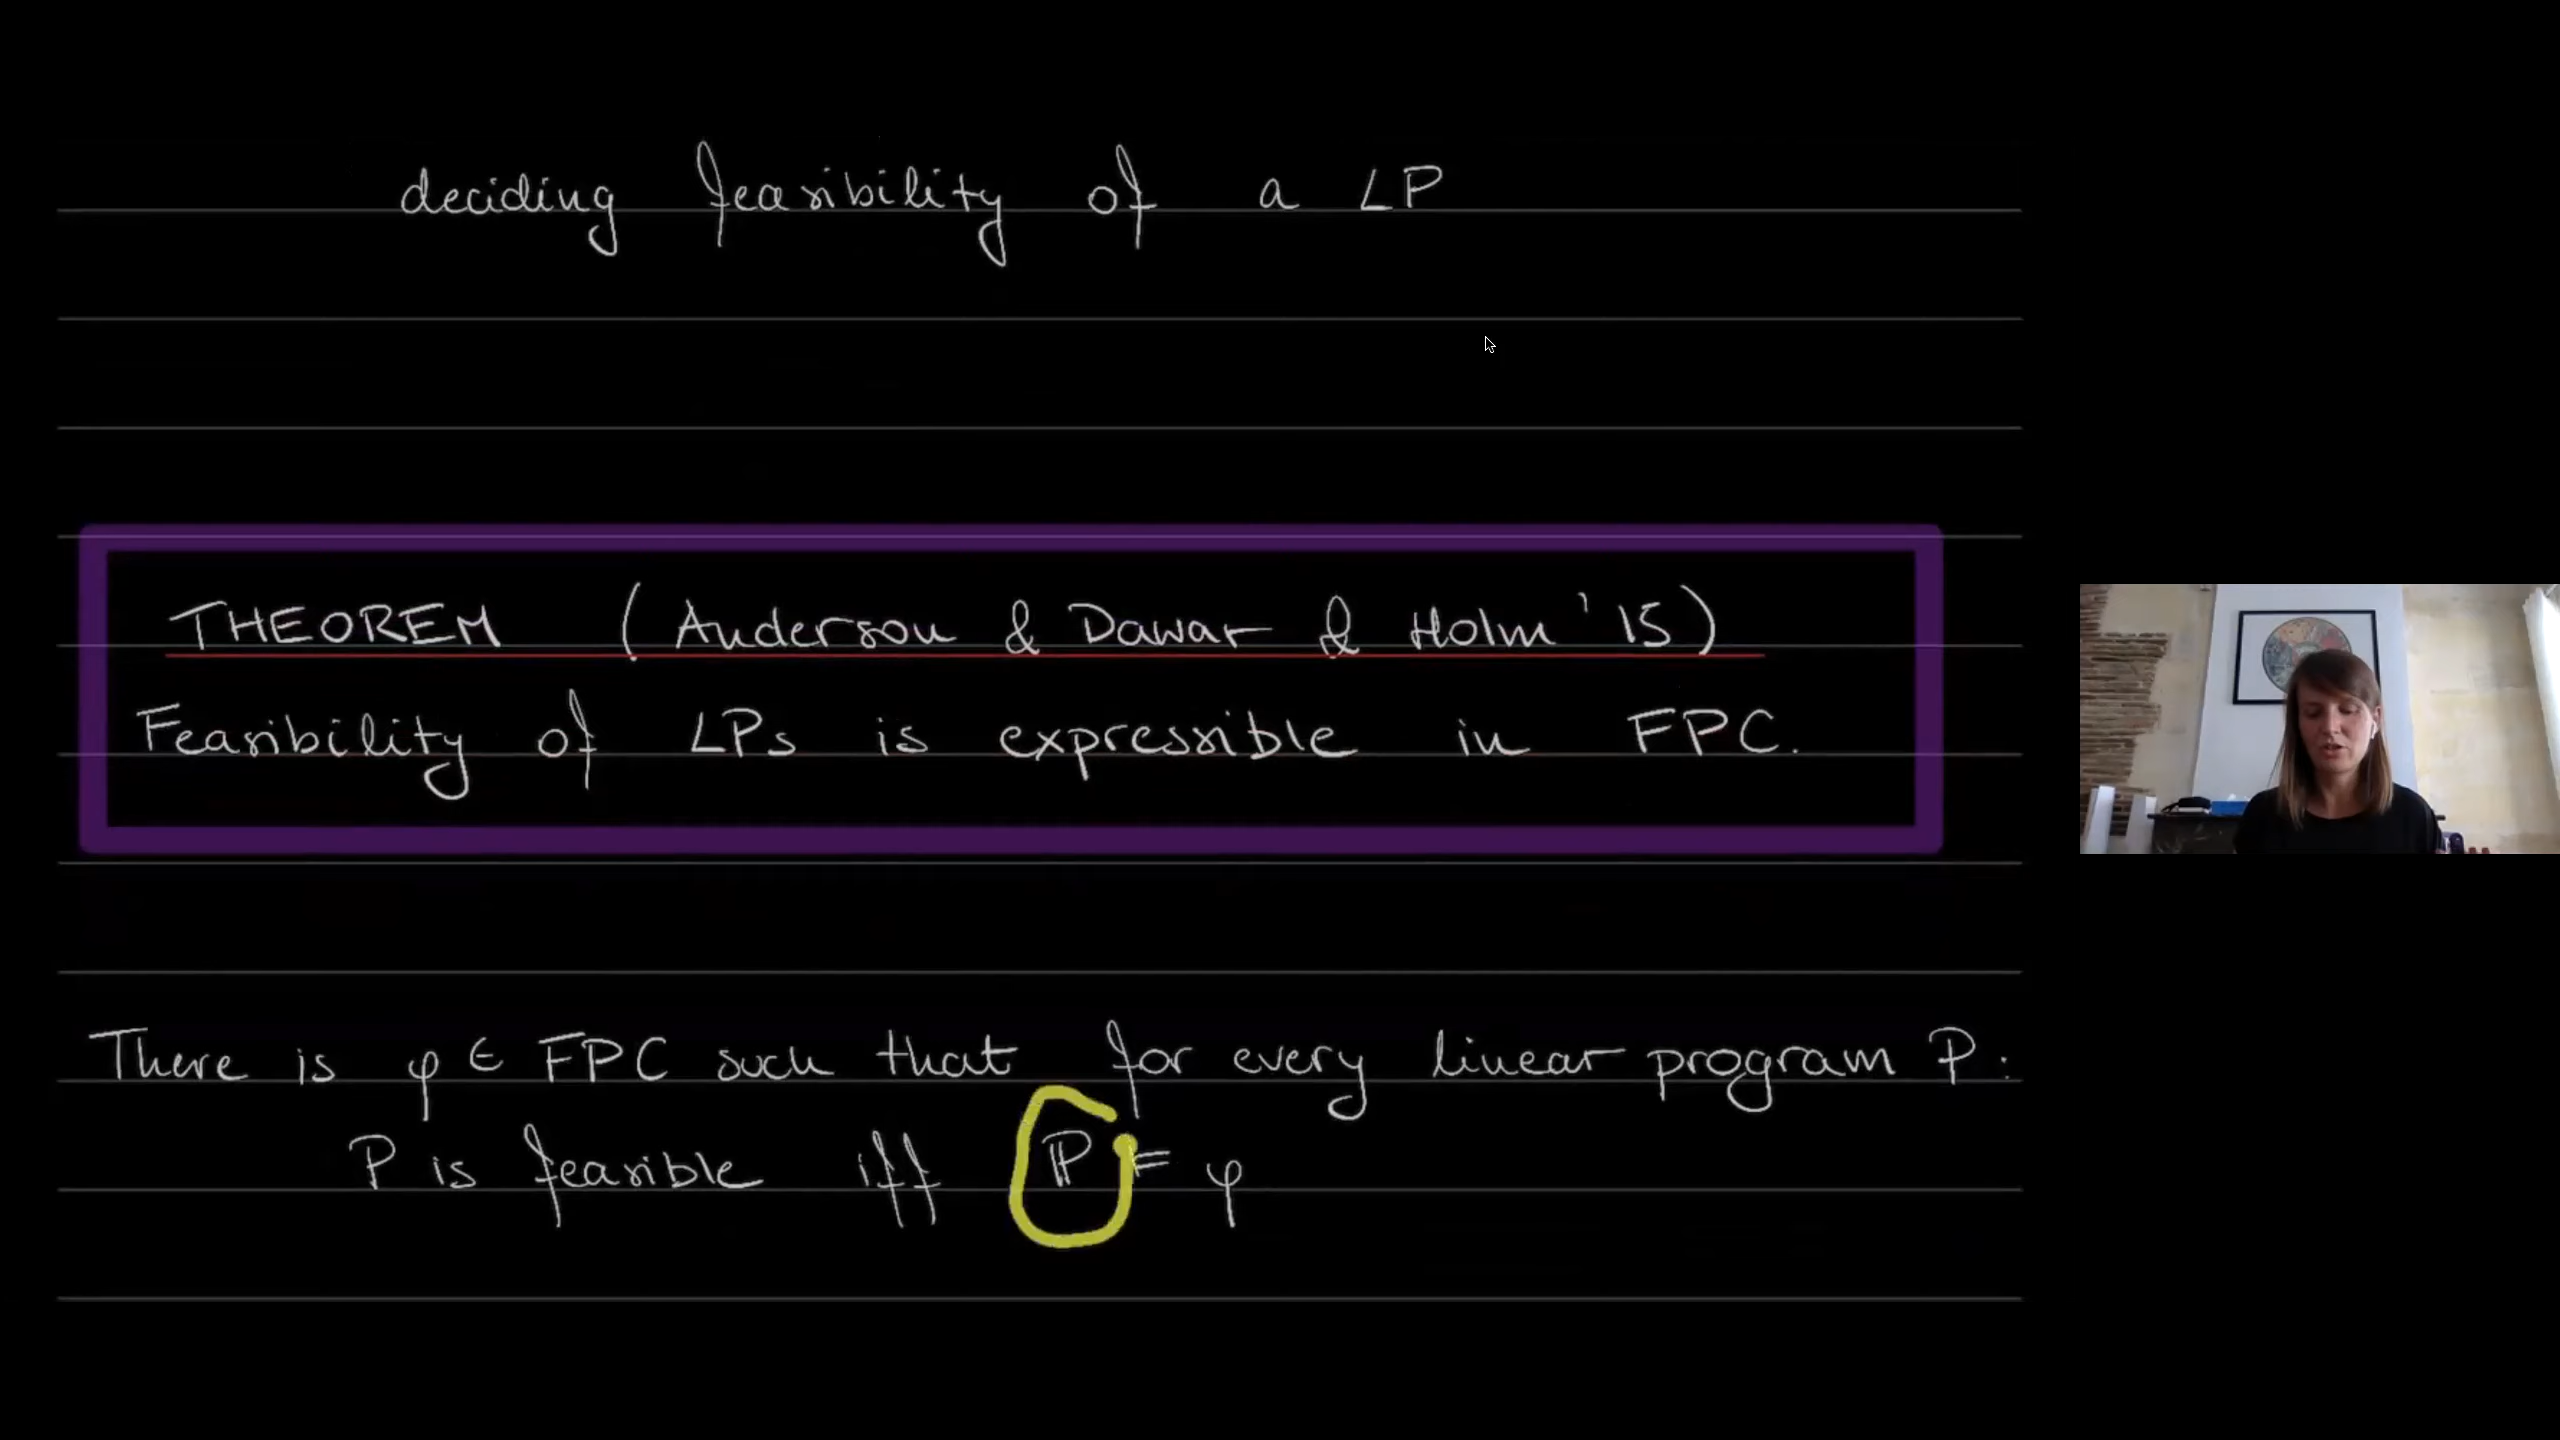 deciding feasibility of a LP
THEOREM (Anderson & Dawar & Holm '15)
Feasibility of LPs is expressible in FPC.
There is φ ∈ FPC such that for every linear program P:
P is feasible iff ℙ ⊨ φ